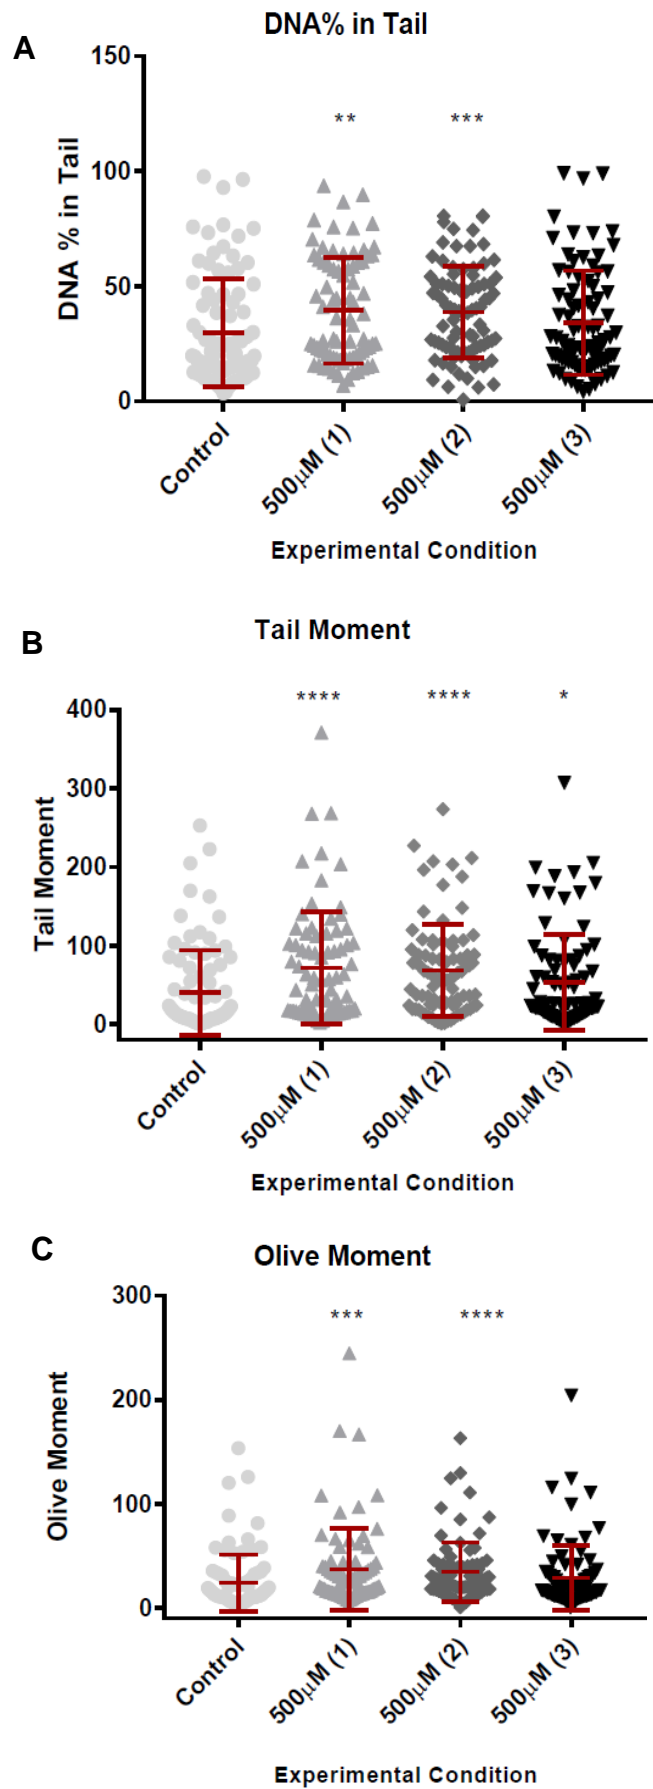 A
DNA% in Tail
** ***
DNA % in Tail
150
100
50
0
Control
500µM (1)
500µM (2)
500µM (3)
Experimental Condition
B
Tail Moment
**** **** *
Tail Moment
400
300
200
100
0
Control
500µM (1)
500µM (2)
500µM (3)
Experimental Condition
C
Olive Moment
*** ****
Olive Moment
300
200
100
0
Control
500µM (1)
500µM (2)
500µM (3)
Experimental Condition